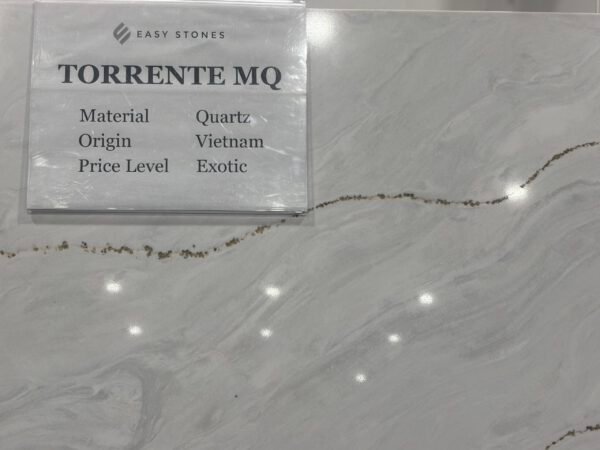 EASY STONES
TORRENTE MQ
Material Quartz
Origin Vietnam
Price Level Exotic